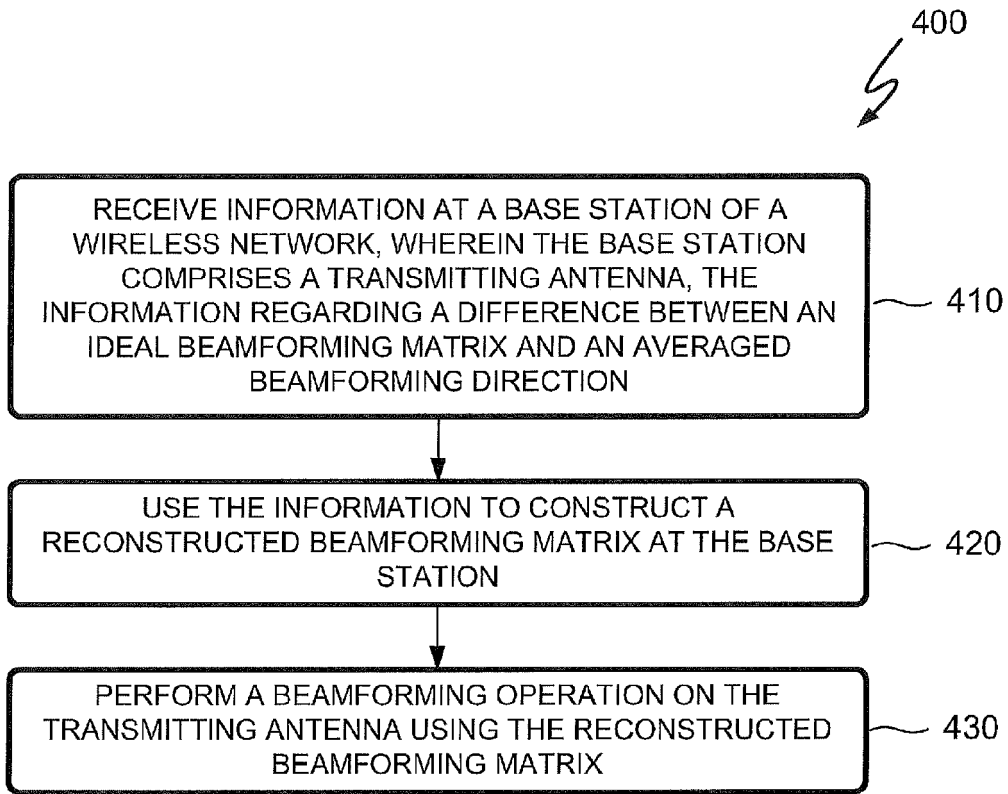 400
RECEIVE INFORMATION AT A BASE STATION OF A
WIRELESS NETWORK, WHEREIN THE BASE STATION
COMPRISES A TRANSMITTING ANTENNA, THE
INFORMATION REGARDING A DIFFERENCE BETWEEN AN
IDEAL BEAMFORMING MATRIX AND AN AVERAGED
BEAMFORMING DIRECTION
410
USE THE INFORMATION TO CONSTRUCT A
RECONSTRUCTED BEAMFORMING MATRIX AT THE BASE
STATION
420
PERFORM A BEAMFORMING OPERATION ON THE
TRANSMITTING ANTENNA USING THE RECONSTRUCTED
BEAMFORMING MATRIX
430